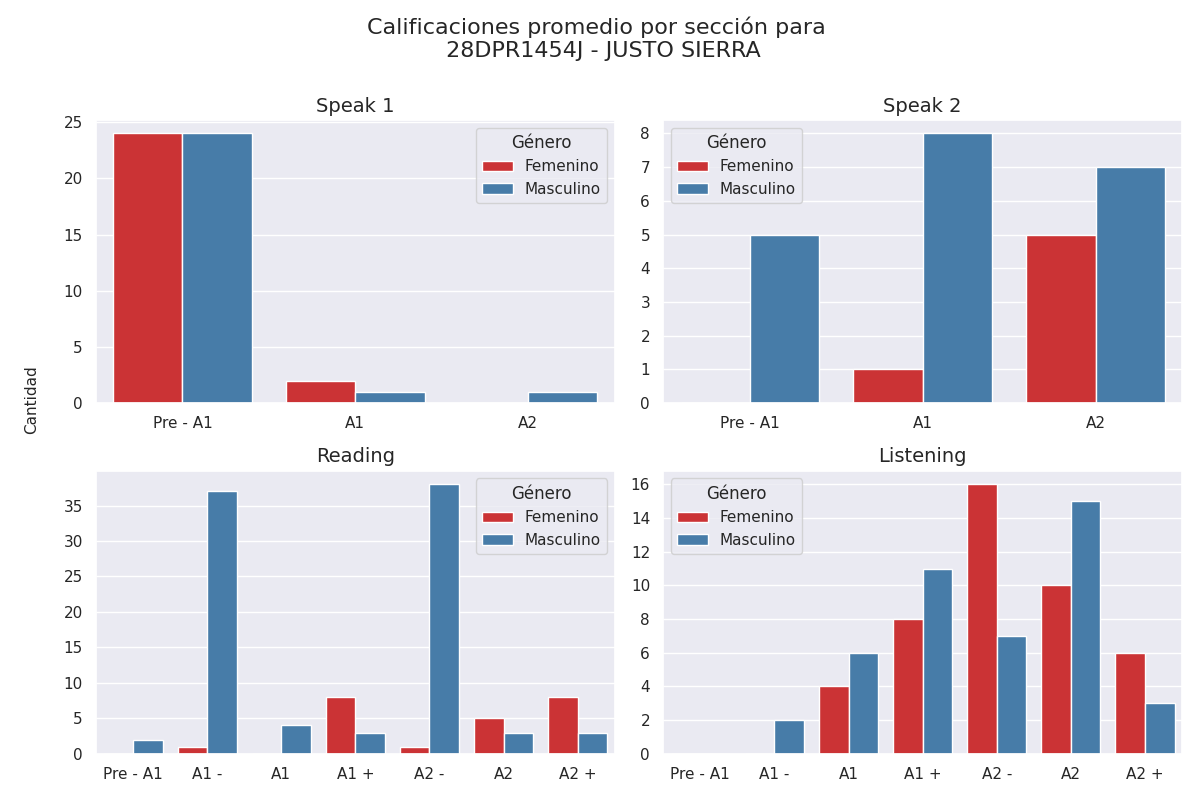 Calificaciones promedio por sección para
28DPR1454J - JUSTO SIERRA
Cantidad
Speak 1
25
20
15
10
5
0
Género
Femenino
Masculino
Pre - A1 A1 A2
Speak 2
8
7
6
5
4
3
2
1
0
Género
Femenino
Masculino
Pre - A1 A1 A2
Reading
35
30
25
20
15
10
5
0
Género
Femenino
Masculino
Pre - A1 A1 - A1 A1 + A2 - A2 A2 +
Listening
16
14
12
10
8
6
4
2
0
Género
Femenino
Masculino
Pre - A1 A1 - A1 A1 + A2 - A2 A2 +